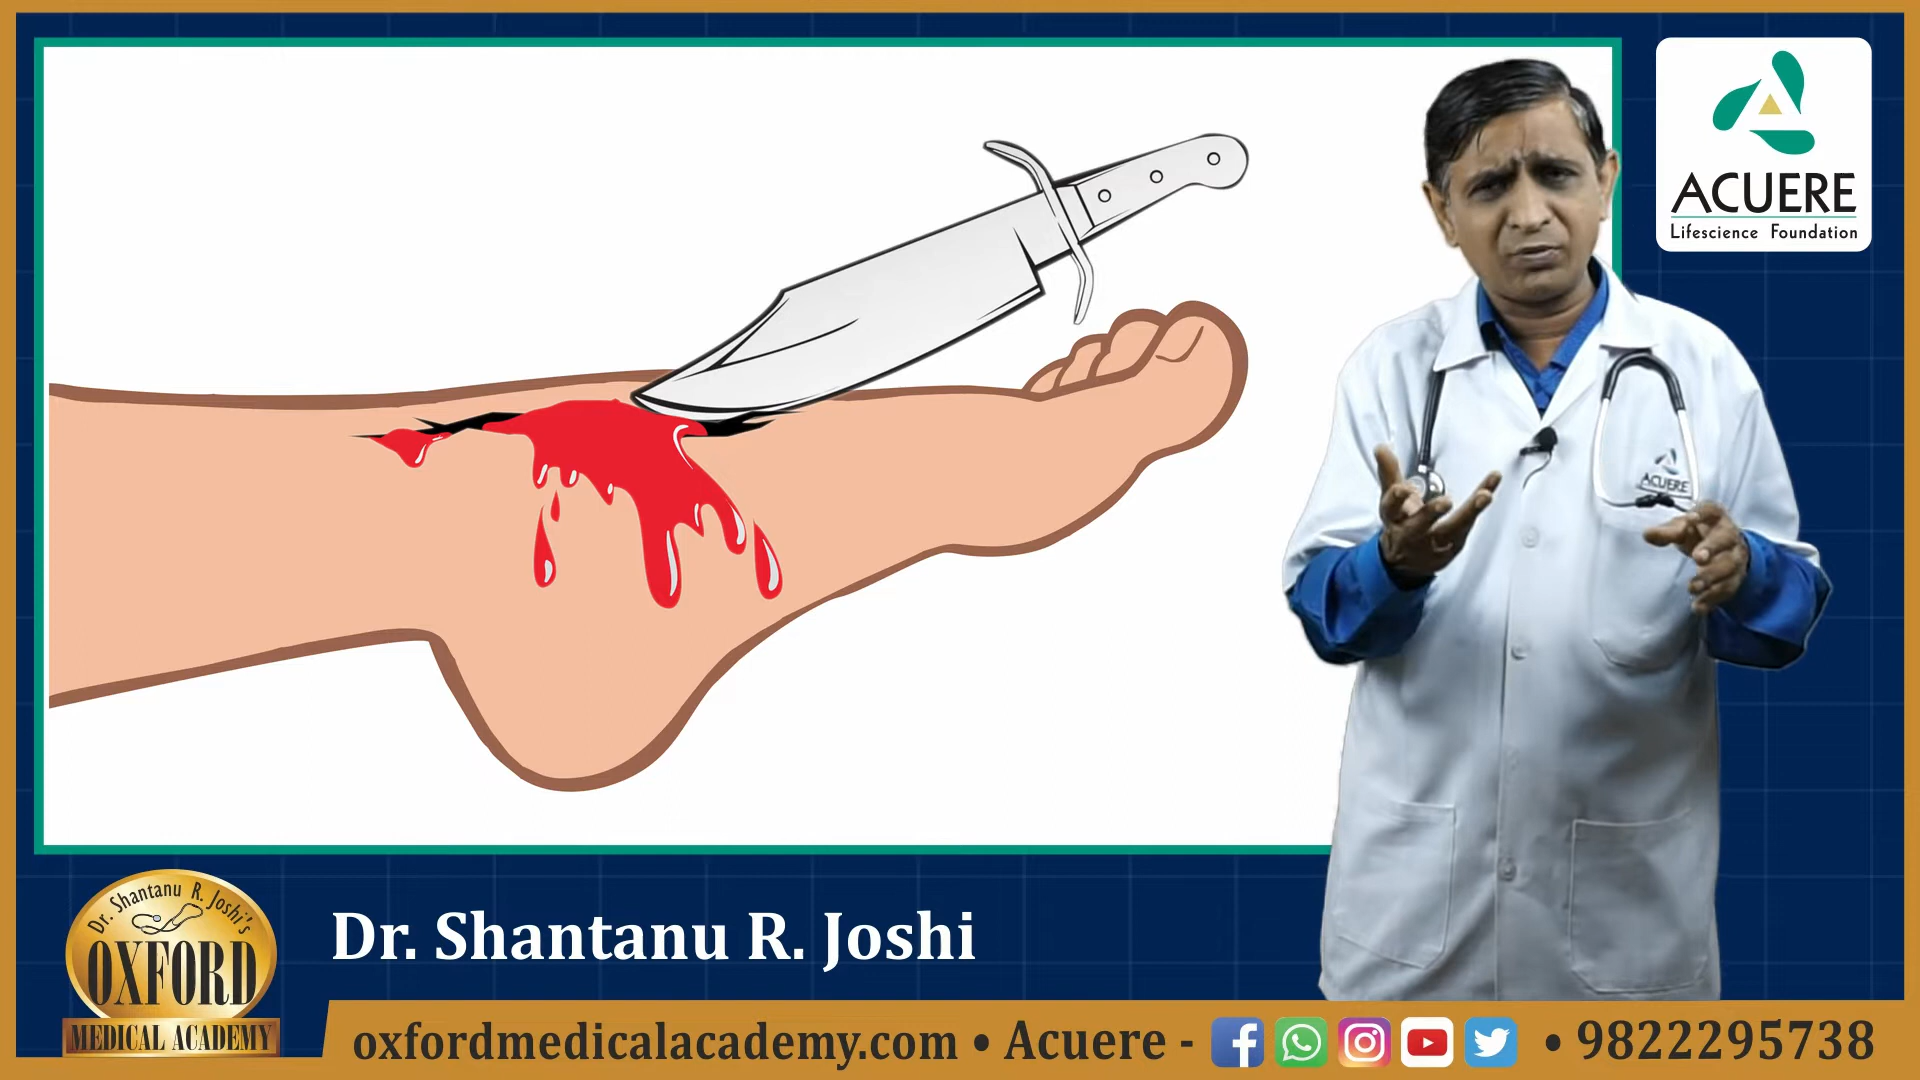 ACUERE
Lifescience Foundation
ACUERE
Dr. Shantanu R. Joshi's
OXFORD
MEDICAL ACADEMY
Dr. Shantanu R. Joshi
oxfordmedicalacademy.com • Acuere - • 9822295738